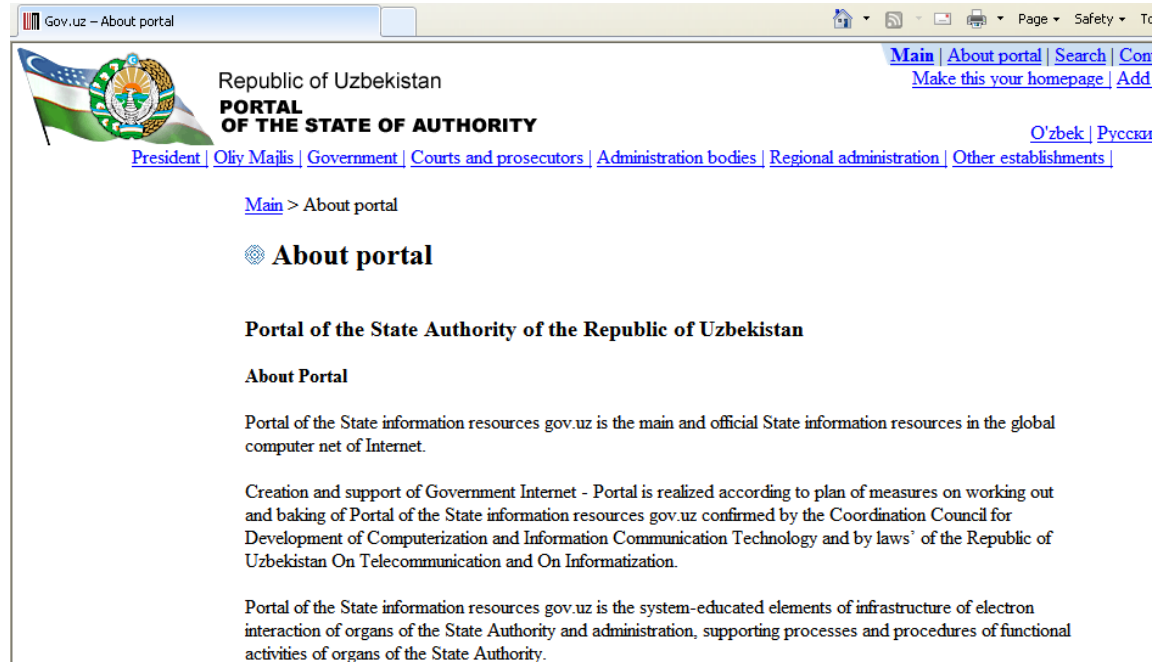 Gov.uz – About portal
Page Safety
Main | About portal | Search |
Make this your homepage | Add
Republic of Uzbekistan
PORTAL
OF THE STATE OF AUTHORITY
O'zbek |
President | Oliy Majlis | Government | Courts and prosecutors | Administration bodies | Regional administration | Other establishments |
Main > About portal
About portal
Portal of the State Authority of the Republic of Uzbekistan
About Portal
Portal of the State information resources gov.uz is the main and official State information resources in the global
computer net of Internet.
Creation and support of Government Internet - Portal is realized according to plan of measures on working out
and baking of Portal of the State information resources gov.uz confirmed by the Coordination Council for
Development of Computerization and Information Communication Technology and by laws’ of the Republic of
Uzbekistan On Telecommunication and On Informatization.
Portal of the State information resources gov.uz is the system-educated elements of infrastructure of electron
interaction of organs of the State Authority and administration, supporting processes and procedures of functional
activities of organs of the State Authority.